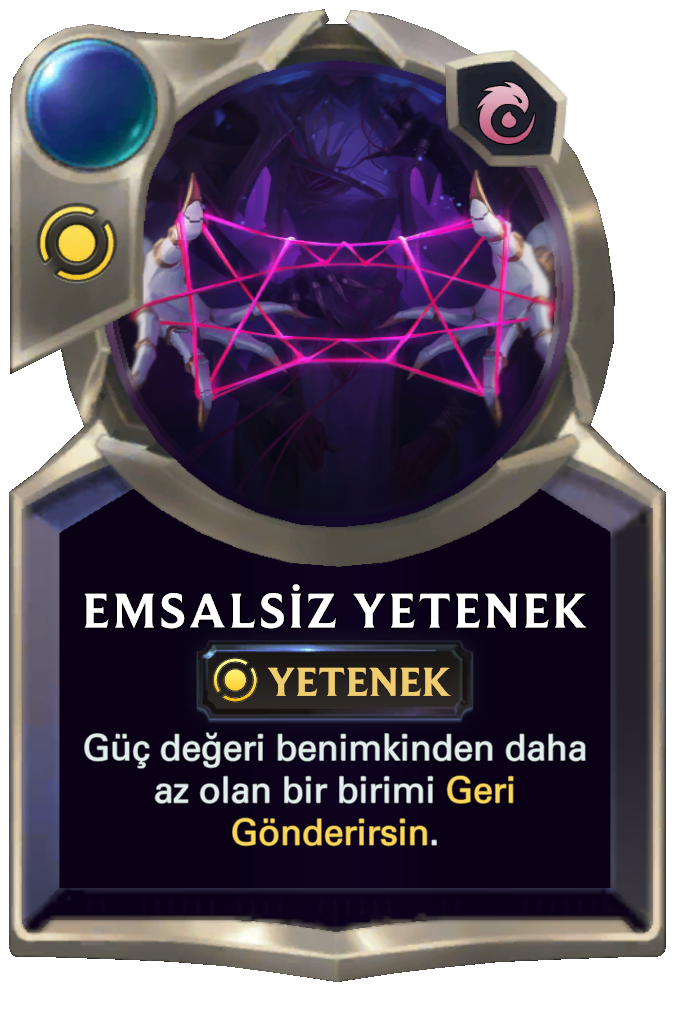 EMSALSİZ YETENEK
YETENEK
Güç değeri benimkinden daha
az olan bir birimi Geri
Gönderirsin.